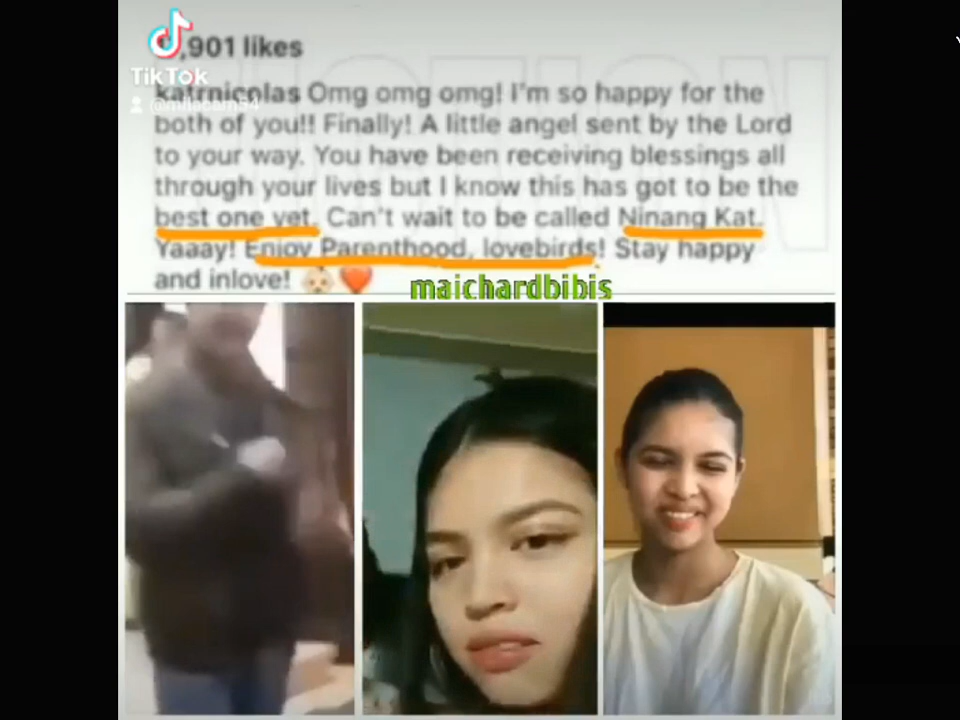 ,901 likes
TikTok
katrnicolas Omg omg omg! I'm so happy for the
both of you!! Finally! A little angel sent by the Lord
to your way. You have been receiving blessings all
through your lives but I know this has got to be the
best one yet. Can't wait to be called Ninang Kat.
Yaaay! Enjoy Parenthood, lovebirds! Stay happy
and inlove! 👶🏻❤️
maichardbibis